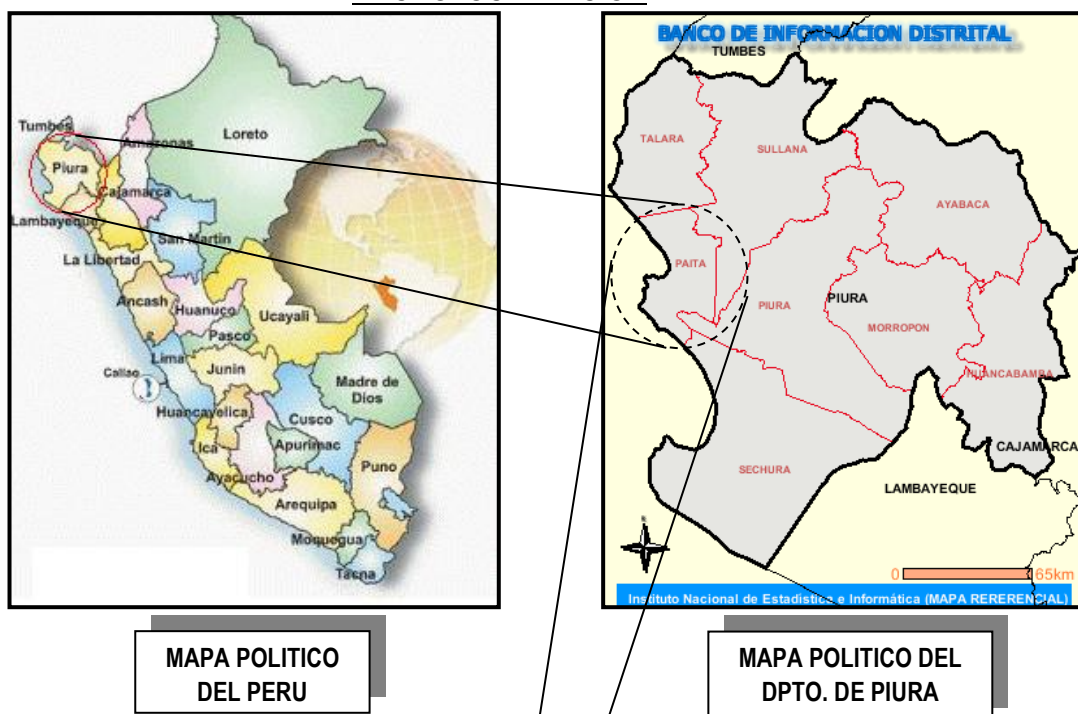 Tumbes
Loreto
Amazonas
Piura
Cajamarca
Lambayeque
San Martin
La Libertad
Ancash
Huanuco
Ucayali
Pasco
Lima
Junin
Callao
Madre de
Dios
Huancavelica
Cusco
Ica
Apurimac
Puno
Ayacucho
Arequipa
Moquegua
Tacna
MAPA POLITICO
DEL PERU
BANCO DE INFORMACION DISTRITAL
TUMBES
TALARA
SULLANA
AYABACA
PAITA
PIURA
PIURA
MORROPON
HUANCABAMBA
CAJAMARCA
SECHURA
LAMBAYEQUE
0 65km
Instituto Nacional de Estadística e Informática (MAPA RERERENCIAL)
MAPA POLITICO DEL
DPTO. DE PIURA